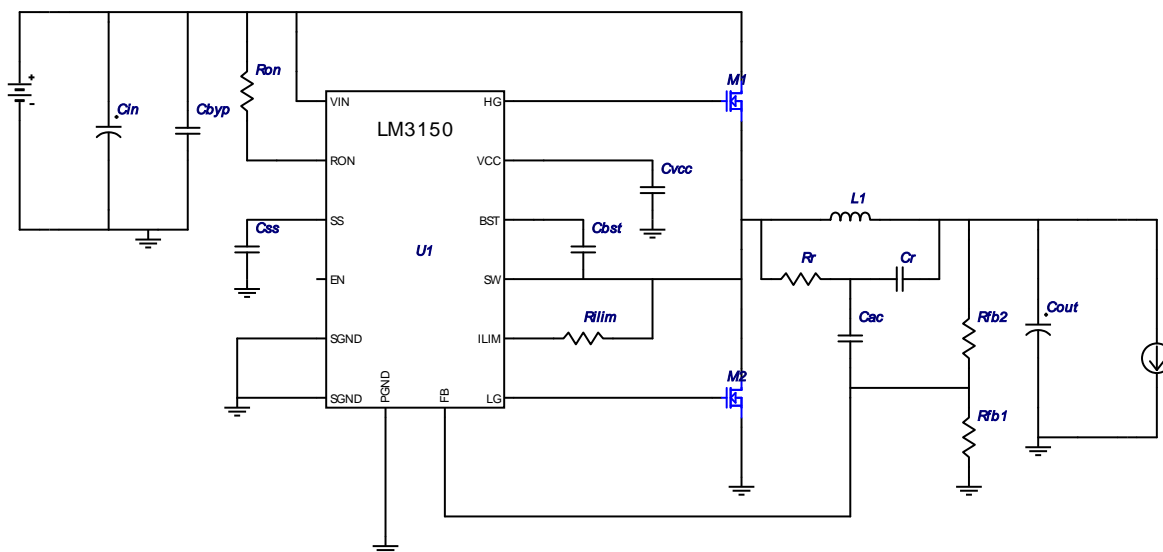 Ron
M1
Cin
Cbyp
VIN
HG
LM3150
RON
VCC
Cvcc
L1
Css
SS
BST
Cbst
U1
Rr
Cr
EN
SW
Rilim
Cac
Rfb2
Cout
SGND
ILIM
M2
SGND
PGND
FB
LG
Rfb1
+
-